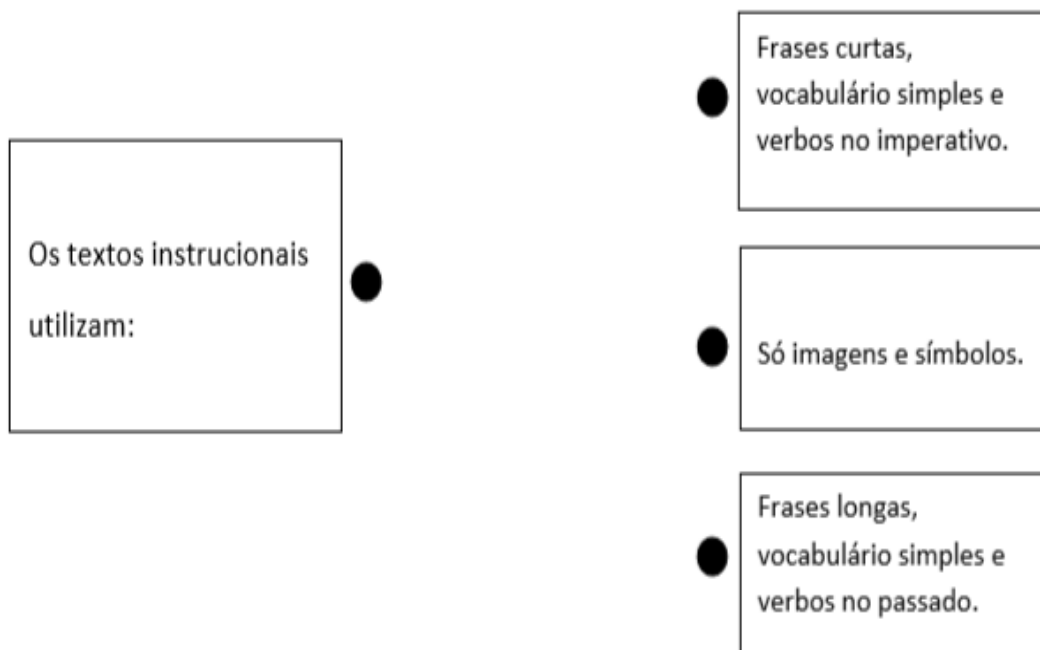 Os textos instrucionais
utilizam:
Frases curtas,
vocabulário simples e
verbos no imperativo.
Só imagens e símbolos.
Frases longas,
vocabulário simples e
verbos no passado.